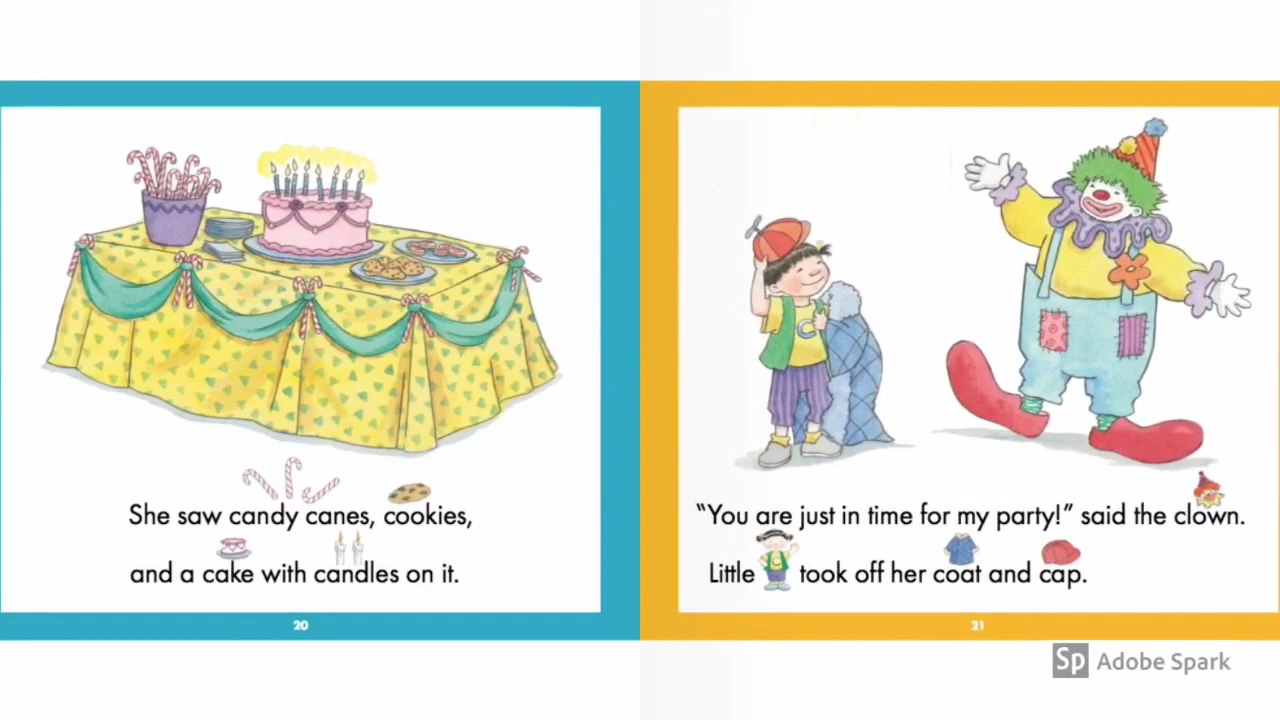 She saw candy canes, cookies,
and a cake with candles on it.
20
C
"You are just in time for my party!" said the clown.
Little C took off her coat and cap.
21
Sp Adobe Spark